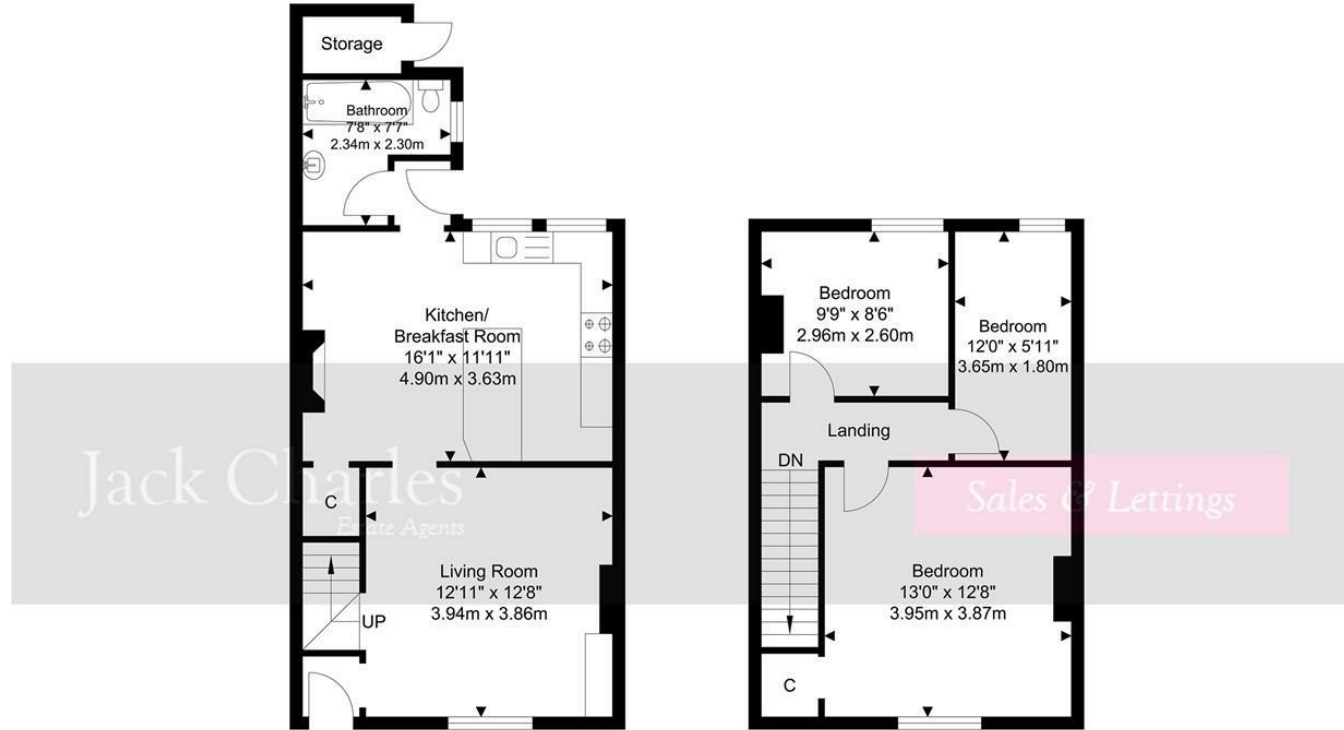 Storage
Bathroom
7'8" x 7'7"
2.34m x 2.30m
Kitchen/
Breakfast Room
16'1" x 11'11"
4.90m x 3.63m
C
Living Room
12'11" x 12'8"
3.94m x 3.86m
UP
Bedroom
9'9" x 8'6"
2.96m x 2.60m
Bedroom
12'0" x 5'11"
3.65m x 1.80m
Landing
DN
Bedroom
13'0" x 12'8"
3.95m x 3.87m
C
Jack Charles
Estate Agents
Sales & Lettings